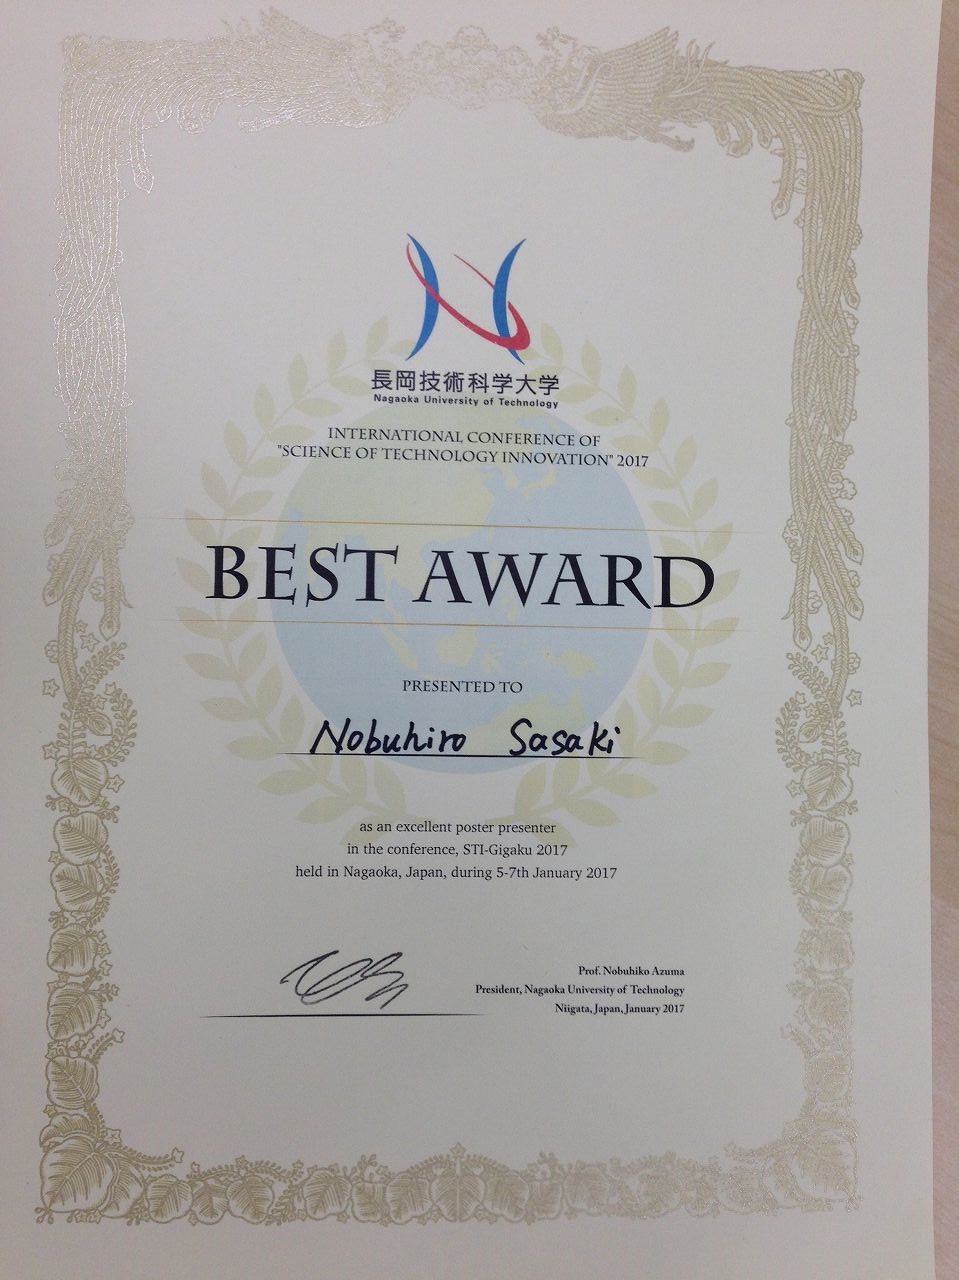 長岡技術科学大学
Nagaoka University of Technology
INTERNATIONAL CONFERENCE OF
"SCIENCE OF TECHNOLOGY INNOVATION" 2017
BEST AWARD
PRESENTED TO
Nobuhiro Sasaki
as an excellent poster presenter
in the conference, STI-Gigaku 2017
held in Nagaoka, Japan, during 5-7th January 2017
Prof. Nobuhiko Azuma
President, Nagaoka University of Technology
Niigata, Japan, January 2017